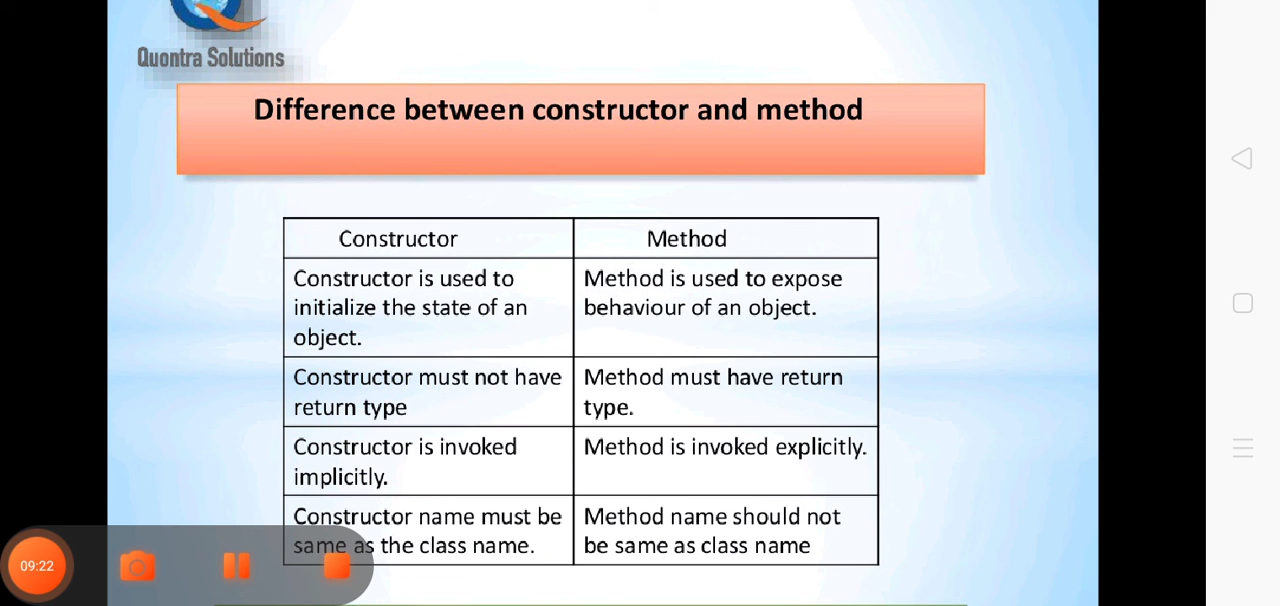 Quontra Solutions
Difference between constructor and method
Constructor
Method
Constructor is used to
initialize the state of an
object.
Method is used to expose
behaviour of an object.
Constructor must not have
return type
Method must have return
type.
Constructor is invoked
implicitly.
Method is invoked explicitly.
Constructor name must be
same as the class name.
Method name should not
be same as class name
09:22